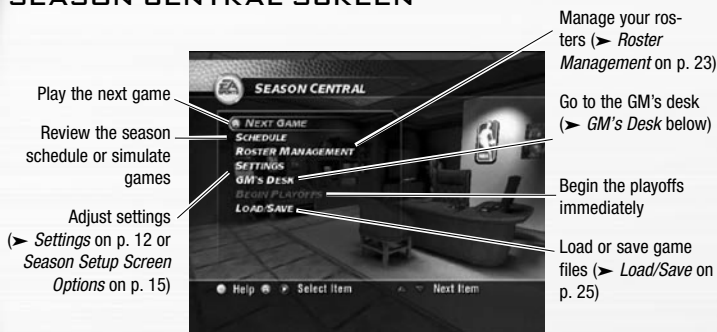 SEASON CENTRAL SCREEN
Manage your ros-
ters (➤ Roster
Management on p. 23)
Play the next game
Review the season
schedule or simulate
games
Adjust settings
(➤ Settings on p. 12 or
Season Setup Screen
Options on p. 15)
EA
SPORTS
SEASON CENTRAL
NEXT GAME
SCHEDULE
ROSTER MANAGEMENT
SETTINGS
GM'S DESK
BEGIN PLAYOFFS
LOAD/SAVE
Help
Select Item
Next Item
Go to the GM's desk
(➤ GM's Desk below)
Begin the playoffs
immediately
Load or save game
files (➤ Load/Save on
p. 25)